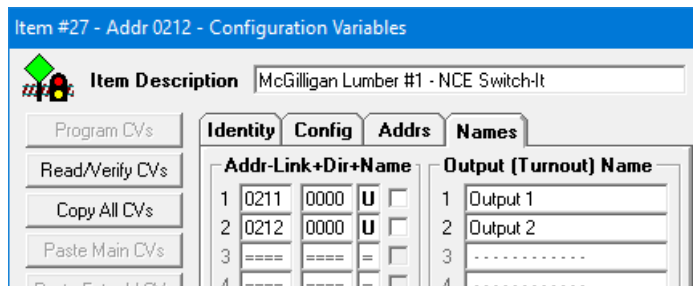 Item #27 - Addr 0212 - Configuration Variables
Item Description McGilligan Lumber #1 - NCE Switch-It
Program CVs
Read/Verify CVs
Copy All CVs
Paste Main CVs
Identity Config Addrs Names
Addr-Link+Dir+Name Output (Turnout) Name
1 0211 0000 U 1 Output 1
2 0212 0000 U 2 Output 2
3 ==== ==== = 3 - - - - - - - - - - - -